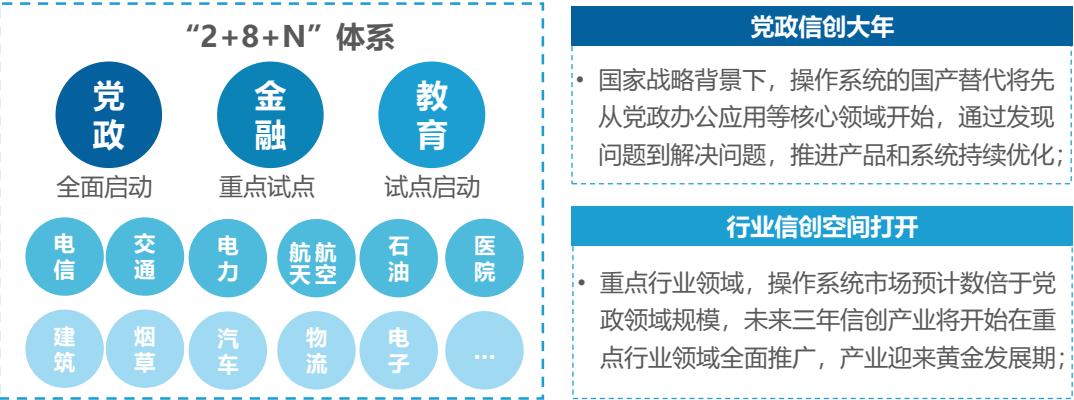 “2+8+N”体系
党政
金融
教育
全面启动
重点试点
试点启动
电信
交通
电力
航天航空
石油
医院
建筑
烟草
汽车
物流
电子
...
党政信创大年
• 国家战略背景下，操作系统的国产替代将先
从党政办公应用等核心领域开始，通过发现
问题到解决问题，推进产品和系统持续优化；
行业信创空间打开
• 重点行业领域，操作系统市场预计数倍于党
政领域规模，未来三年信创产业将开始在重
点行业领域全面推广，产业迎来黄金发展期；